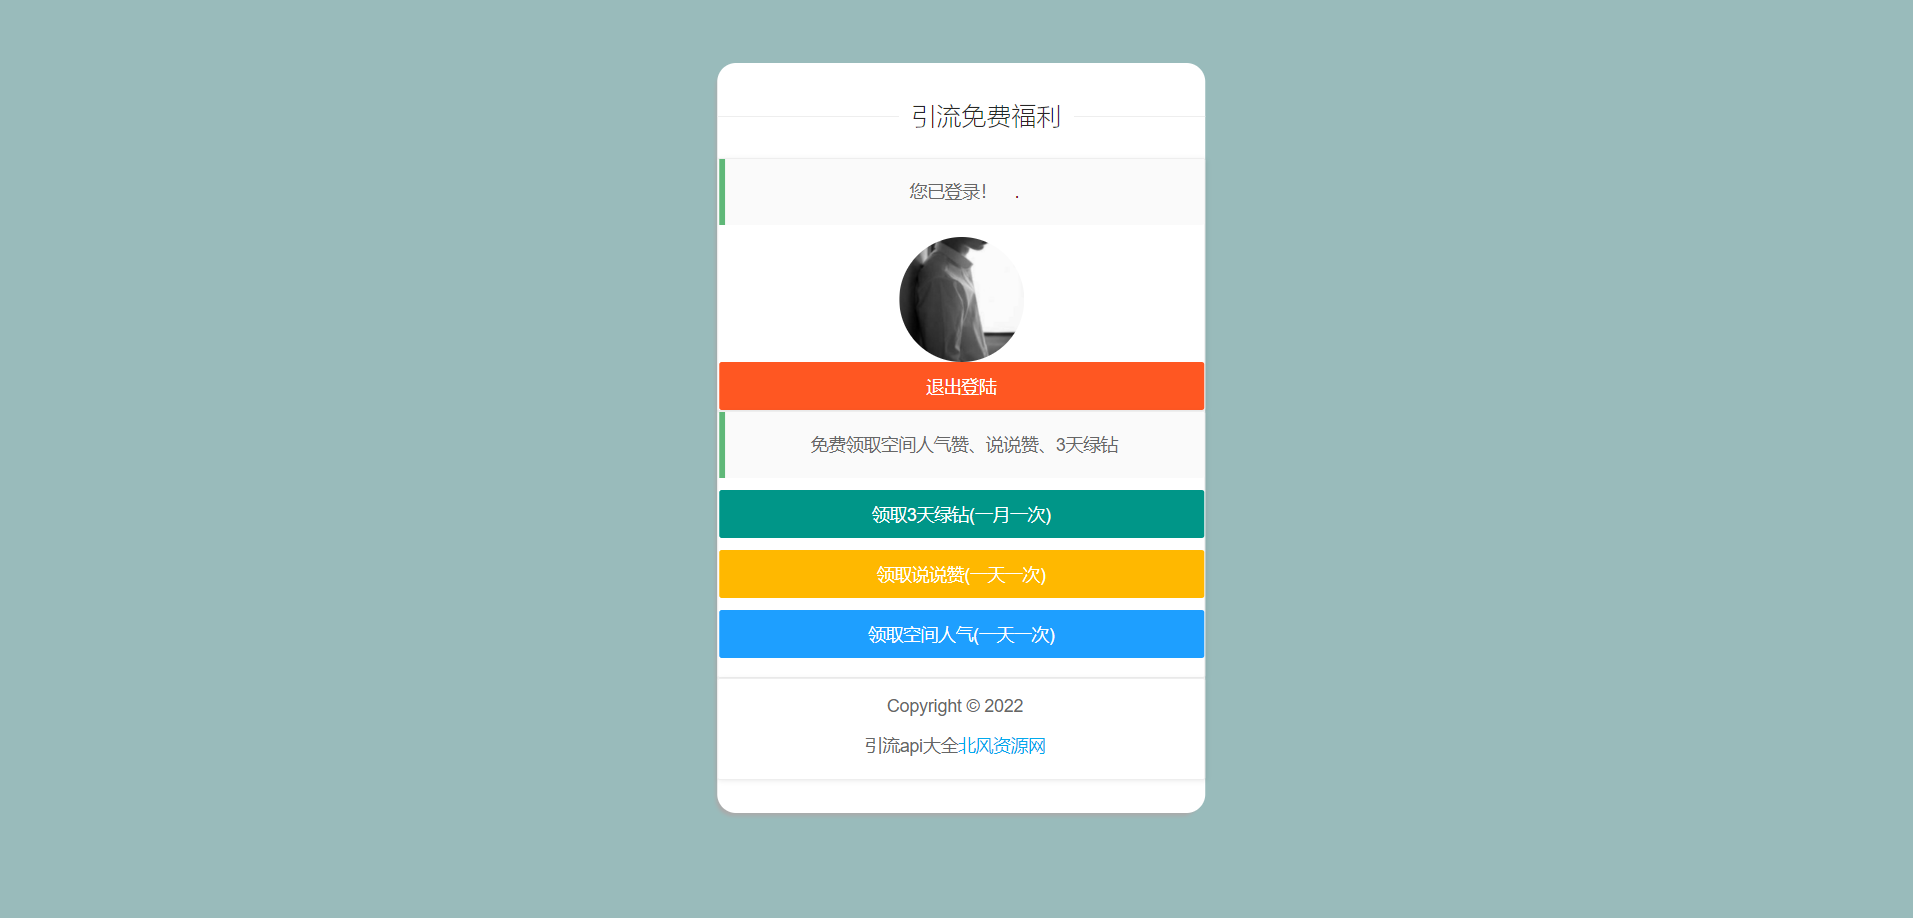 引流免费福利
您已登录！ .
退出登陆
免费领取空间人气赞、说说赞、3天绿钻
领取3天绿钻(一月一次)
领取说说赞(一天一次)
领取空间人气(一天一次)
Copyright © 2022
引流api大全北风资源网